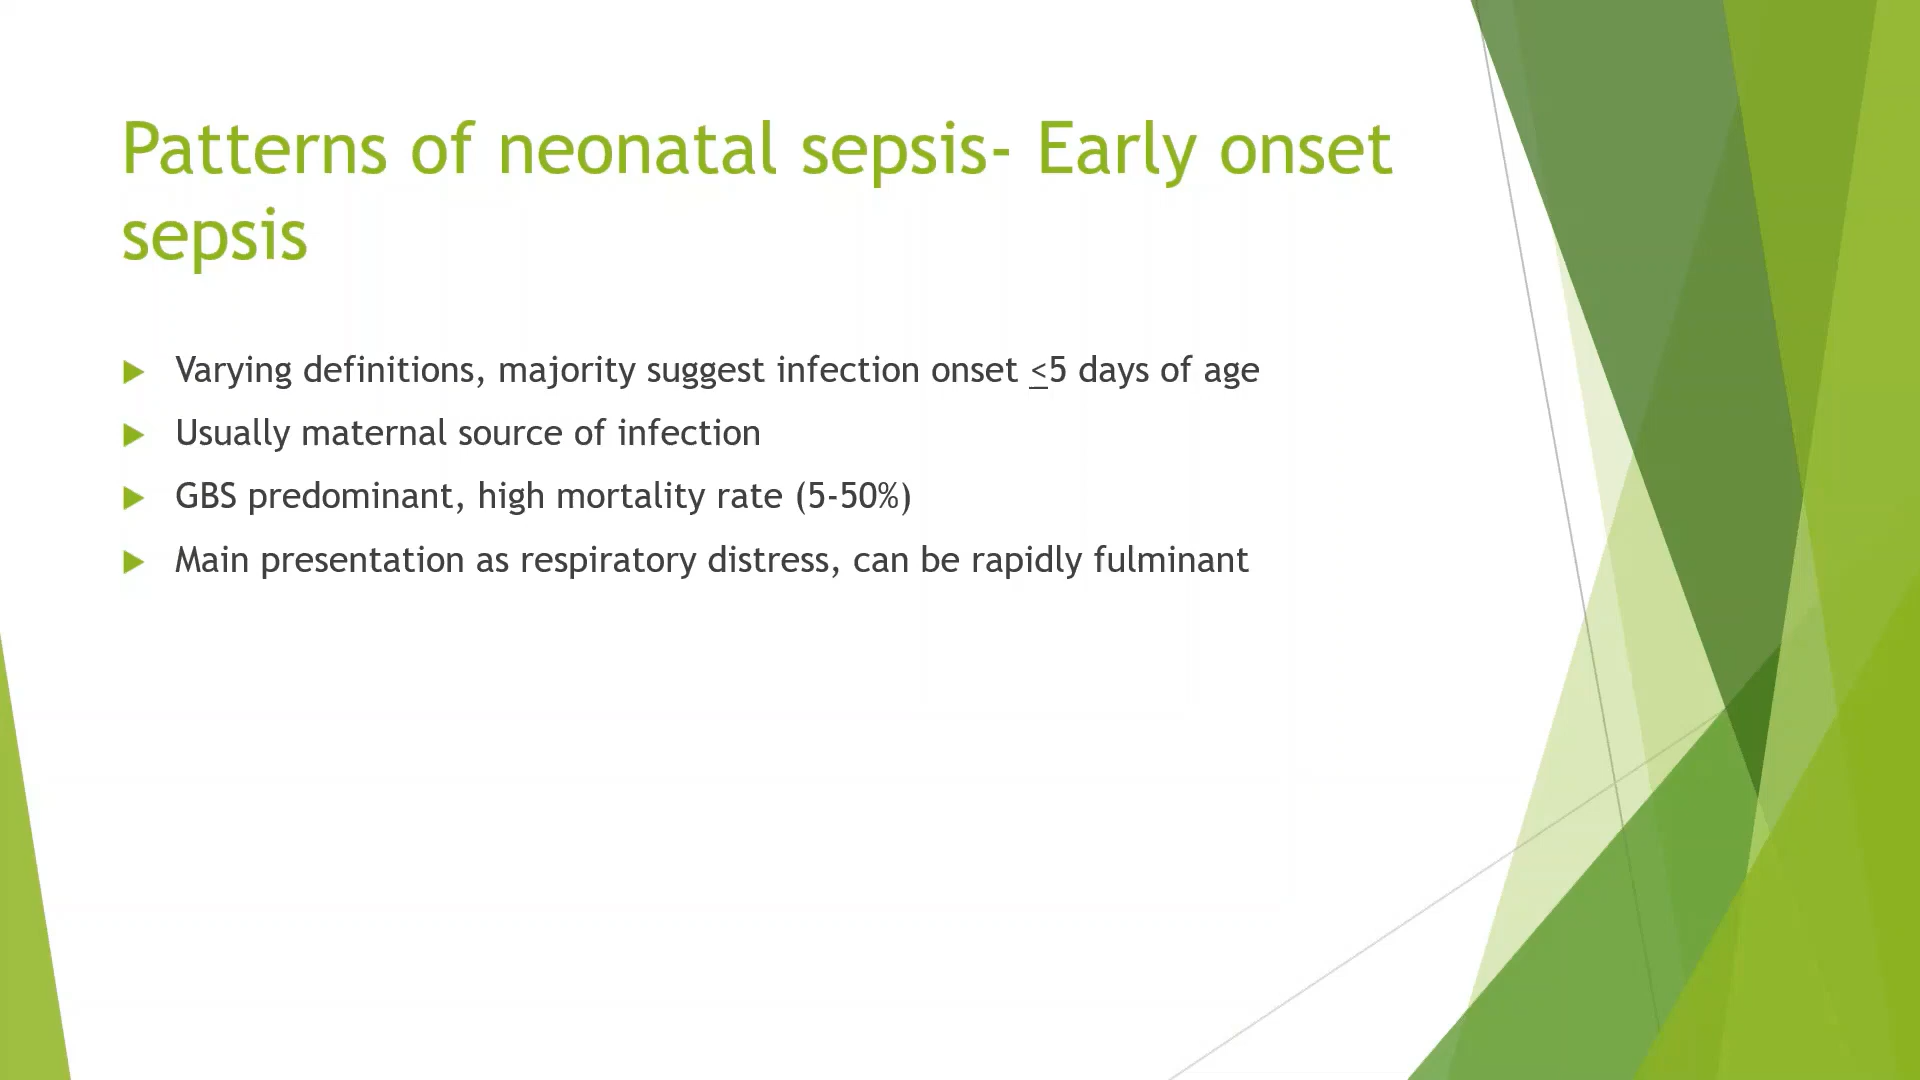 Patterns of neonatal sepsis- Early onset
sepsis
Varying definitions, majority suggest infection onset <5 days of age
Usually maternal source of infection
GBS predominant, high mortality rate (5-50%)
Main presentation as respiratory distress, can be rapidly fulminant